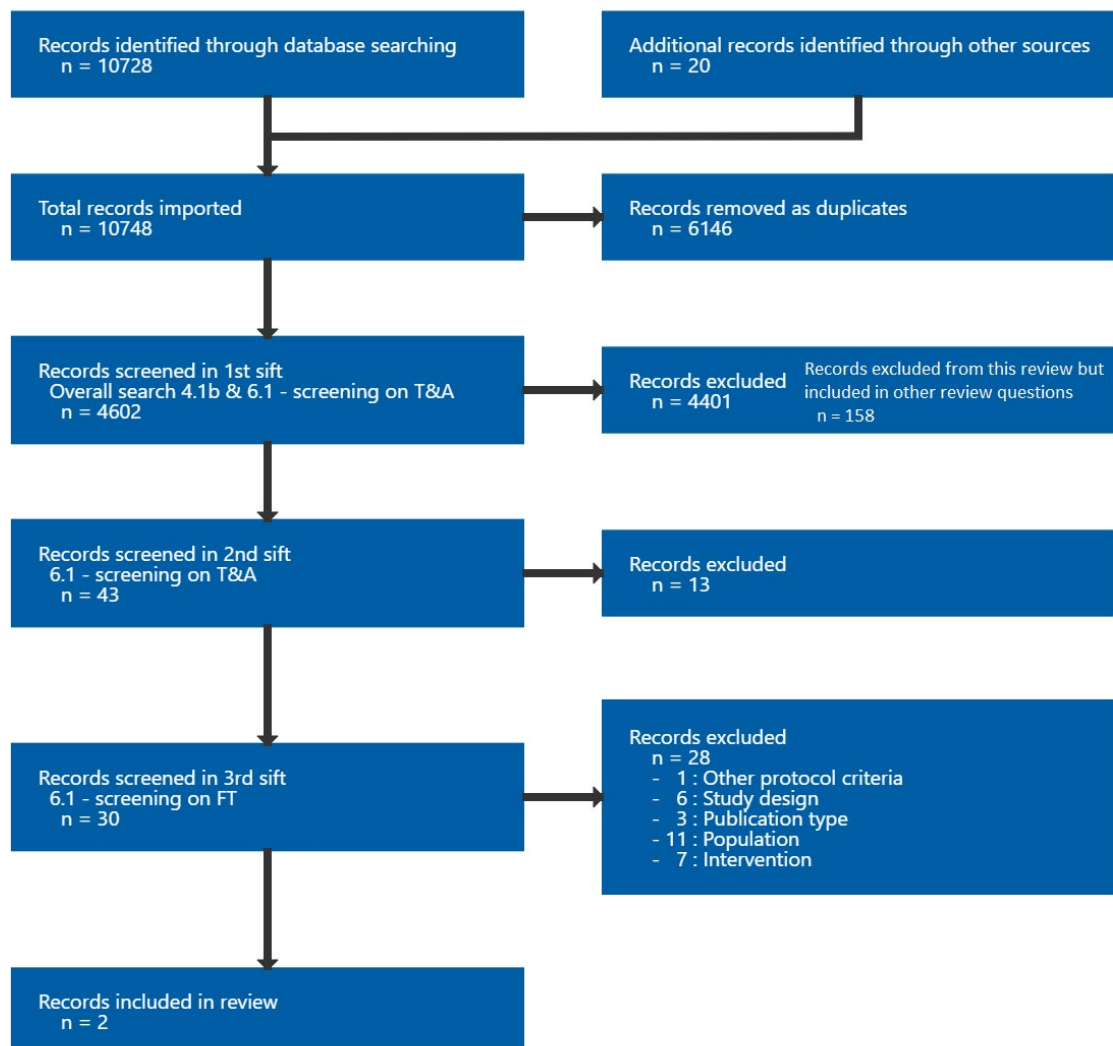 Records identified through database searching
n = 10728
Additional records identified through other sources
n = 20
Total records imported
n = 10748
Records removed as duplicates
n = 6146
Records screened in 1st sift
Overall search 4.1b & 6.1 - screening on T&A
n = 4602
Records excluded
n = 4401
Records excluded from this review but
included in other review questions
n = 158
Records screened in 2nd sift
6.1 - screening on T&A
n = 43
Records excluded
n = 13
Records screened in 3rd sift
6.1 - screening on FT
n = 30
Records excluded
n = 28
- 1 : Other protocol criteria
- 6 : Study design
- 3 : Publication type
- 11 : Population
- 7 : Intervention
Records included in review
n = 2